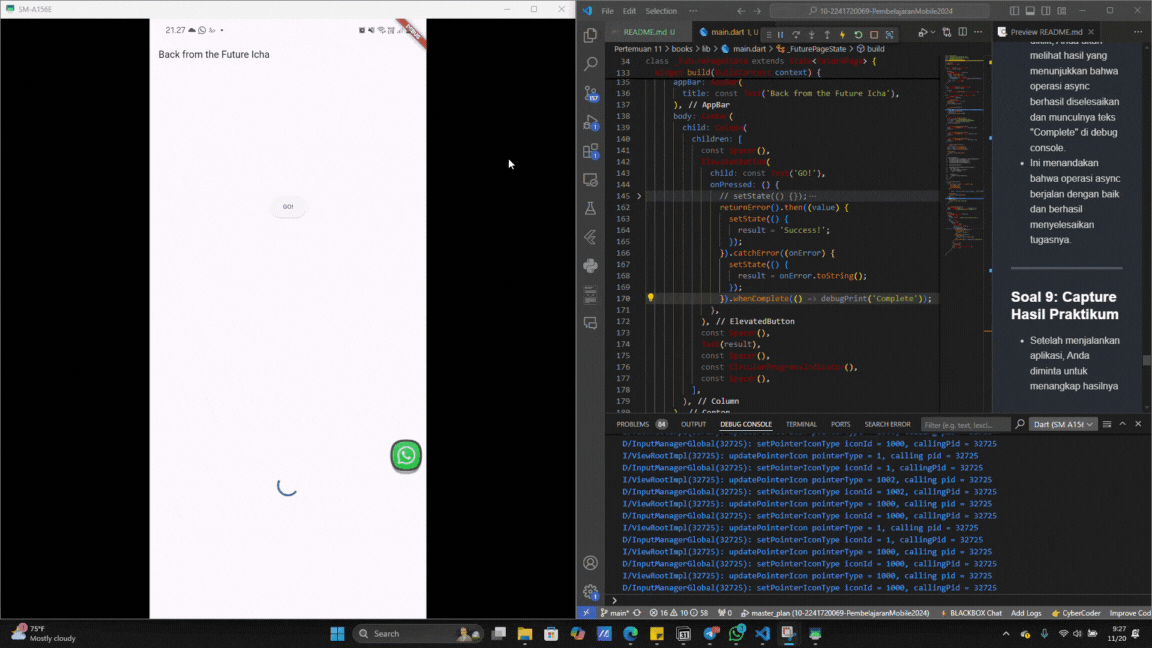 SM-A156E
21.27
DEBUG
Back from the Future Icha
GO!
File Edit Selection ···
10-2241720069-PembelajaranMobile2024
README.md U
main.dart 1, U
Pertemuan 11 > books > lib > main.dart > _FuturePageState > build
34 class _FuturePageState extends State<FuturePage> {
133 Widget build(BuildContext context) {
135 appBar: AppBar(
136 title: const Text('Back from the Future Icha'),
137 ), // AppBar
138 body: Center(
139 child: Column(
140 children: [
141 const Spacer(),
142 ElevatedButton(
143 child: const Text('GO!'),
144 onPressed: () {
145 // setState(() {}); ···
162 returnError().then((value) {
163 setState(() {
164 result = 'Success!';
165 });
166 }).catchError((onError) {
167 setState(() {
168 result = onError.toString();
169 });
170 }).whenComplete(() => debugPrint('Complete'));
171 },
172 ), // ElevatedButton
173 const Spacer(),
174 Text(result),
175 const Spacer(),
176 const CircularProgressIndicator(),
177 const Spacer(),
178 ],
179 ), // Column
180 ), // Center
Preview README.md
melihat hasil yang
menunjukkan bahwa
operasi async
berhasil diselesaikan
dan munculnya teks
"Complete" di debug
console.
Ini menandakan
bahwa operasi async
berjalan dengan baik
dan berhasil
menyelesaikan
tugasnya.
Soal 9: Capture
Hasil Praktikum
Setelah menjalankan
aplikasi, Anda
diminta untuk
menangkap hasilnya
PROBLEMS 84 OUTPUT DEBUG CONSOLE TERMINAL PORTS SEARCH ERROR
Filter (e.g. text, !excl...
Dart (SM A156
D/InputManagerGlobal(32725): setPointerIcon iconId = 1000, callingPid = 32725
I/ViewRootImpl(32725): updatePointerIcon pointerType = 1, calling pid = 32725
D/InputManagerGlobal(32725): setPointerIcon iconId = 1, callingPid = 32725
I/ViewRootImpl(32725): updatePointerIcon pointerType = 1002, calling pid = 32725
D/InputManagerGlobal(32725): setPointerIcon iconId = 1002, callingPid = 32725
I/ViewRootImpl(32725): updatePointerIcon pointerType = 1000, calling pid = 32725
D/InputManagerGlobal(32725): setPointerIcon iconId = 1000, callingPid = 32725
I/ViewRootImpl(32725): updatePointerIcon pointerType = 1, calling pid = 32725
D/InputManagerGlobal(32725): setPointerIcon iconId = 1, callingPid = 32725
I/ViewRootImpl(32725): updatePointerIcon pointerType = 1000, calling pid = 32725
D/InputManagerGlobal(32725): setPointerIcon iconId = 1000, callingPid = 32725
I/ViewRootImpl(32725): updatePointerIcon pointerType = 1000, calling pid = 32725
D/InputManagerGlobal(32725): setPointerIcon iconId = 1000, callingPid = 32725
main* 16 10 58 0 master_plan (10-2241720069-PembelajaranMobile2024) BLACKBOX Chat Add Logs CyberCoder Improve Cod
75°F
Mostly cloudy
Search
9:27
11/20